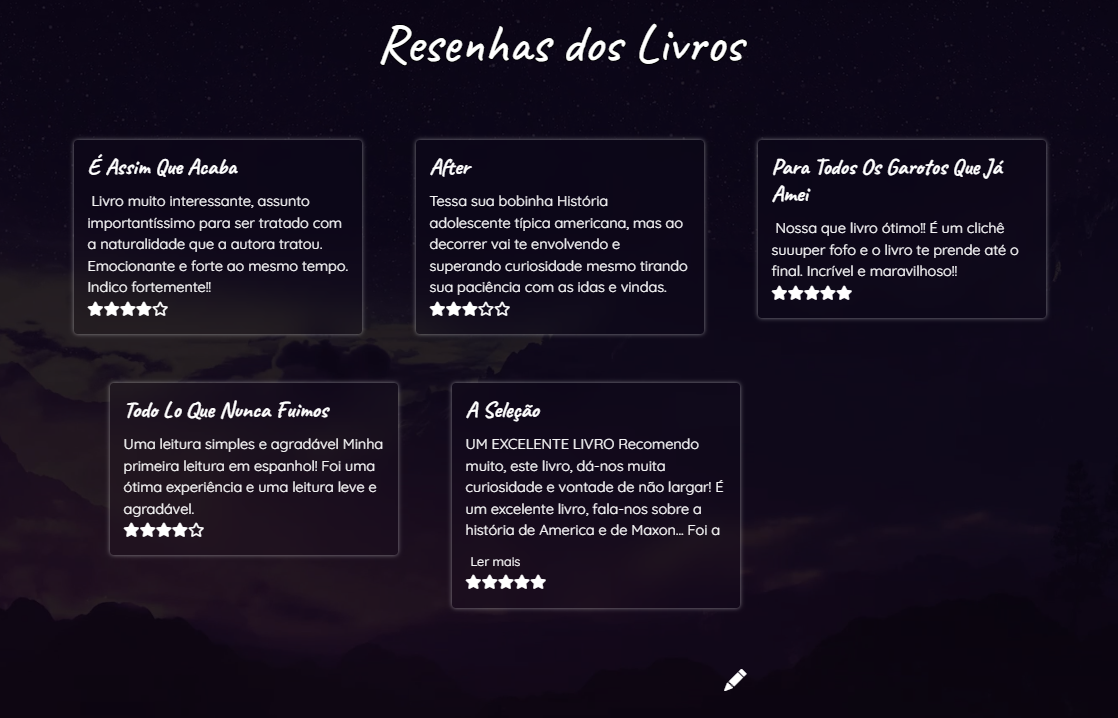 Resenhas dos Livros
É Assim Que Acaba
Livro muito interessante, assunto
importantíssimo para ser tratado com
a naturalidade que a autora tratou.
Emocionante e forte ao mesmo tempo.
Indico fortemente!!
After
Tessa sua bobinha História
adolescente típica americana, mas ao
decorrer vai te envolvendo e
superando curiosidade mesmo tirando
sua paciência com as idas e vindas.
Para Todos Os Garotos Que Já
Amei
Nossa que livro ótimo!! É um clichê
suuuper fofo e o livro te prende até o
final. Incrível e maravilhoso!!
Todo Lo Que Nunca Fuimos
Uma leitura simples e agradável Minha
primeira leitura em espanhol! Foi uma
ótima experiência e uma leitura leve e
agradável.
A Seleção
UM EXCELENTE LIVRO Recomendo
muito, este livro, dá-nos muita
curiosidade e vontade de não largar! É
um excelente livro, fala-nos sobre a
história de America e de Maxon... Foi a
Ler mais